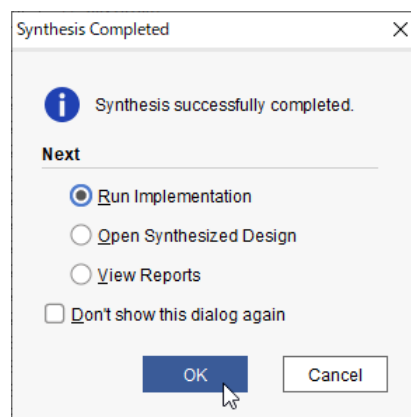 Synthesis Completed
Synthesis successfully completed.
Next
Run Implementation
Open Synthesized Design
View Reports
Don't show this dialog again
OK
Cancel